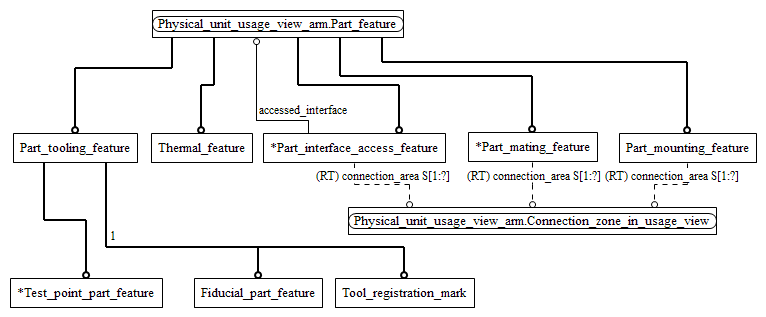 Physical_unit_usage_view_arm.Part_feature
accessed_interface
Part_tooling_feature
Thermal_feature
*Part_interface_access_feature
*Part_mating_feature
Part_mounting_feature
(RT) connection_area S[1:?]
(RT) connection_area S[1:?]
(RT) connection_area S[1:?]
Physical_unit_usage_view_arm.Connection_zone_in_usage_view
1
*Test_point_part_feature
Fiducial_part_feature
Tool_registration_mark